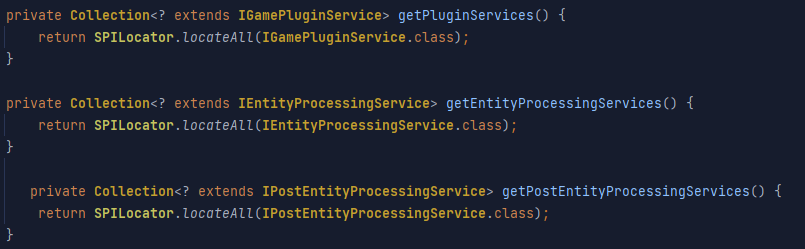 private Collection<? extends IGamePluginService> getPluginServices() {
    return SPILocator.locateAll(IGamePluginService.class);
}

private Collection<? extends IEntityProcessingService> getEntityProcessingServices() {
    return SPILocator.locateAll(IEntityProcessingService.class);
}

   private Collection<? extends IPostEntityProcessingService> getPostEntityProcessingServices() {
    return SPILocator.locateAll(IPostEntityProcessingService.class);
}